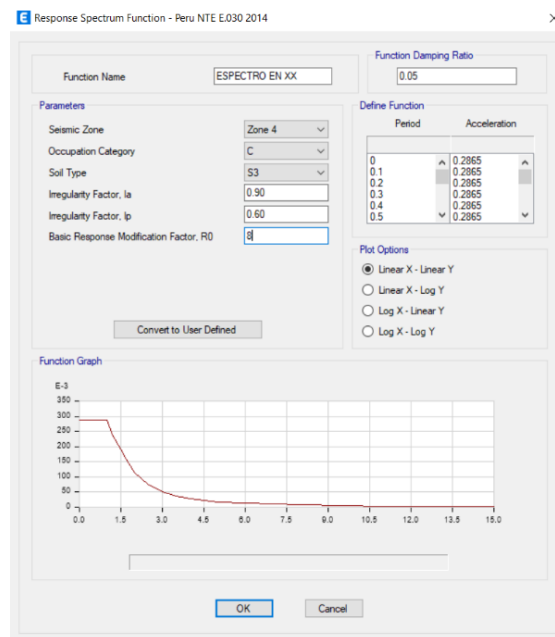 E Response Spectrum Function - Peru NTE E.030 2014
Function Name
ESPECTRO EN XX
Function Damping Ratio
0.05
Parameters
Seismic Zone
Zone 4
Occupation Category
C
Soil Type
S3
Irregularity Factor, Ia
0.90
Irregularity Factor, Ip
0.60
Basic Response Modification Factor, R0
8
Convert to User Defined
Define Function
Period Acceleration
0 0.2865
0.1 0.2865
0.2 0.2865
0.3 0.2865
0.4 0.2865
0.5 0.2865
Plot Options
Linear X - Linear Y
Linear X - Log Y
Log X - Linear Y
Log X - Log Y
Function Graph
E-3
350
300
250
200
150
100
50
0
0.0 1.5 3.0 4.5 6.0 7.5 9.0 10.5 12.0 13.5 15.0
OK Cancel